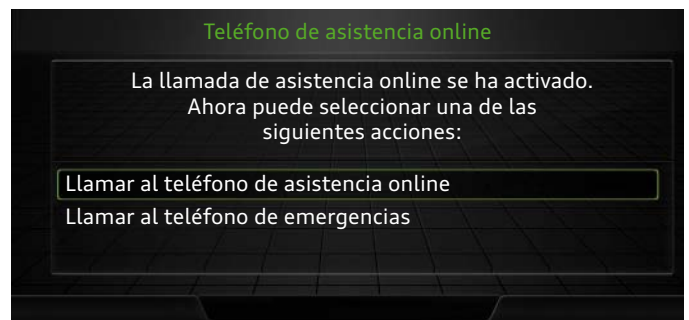 Teléfono de asistencia online
La llamada de asistencia online se ha activado.
Ahora puede seleccionar una de las
siguientes acciones:
Llamar al teléfono de asistencia online
Llamar al teléfono de emergencias